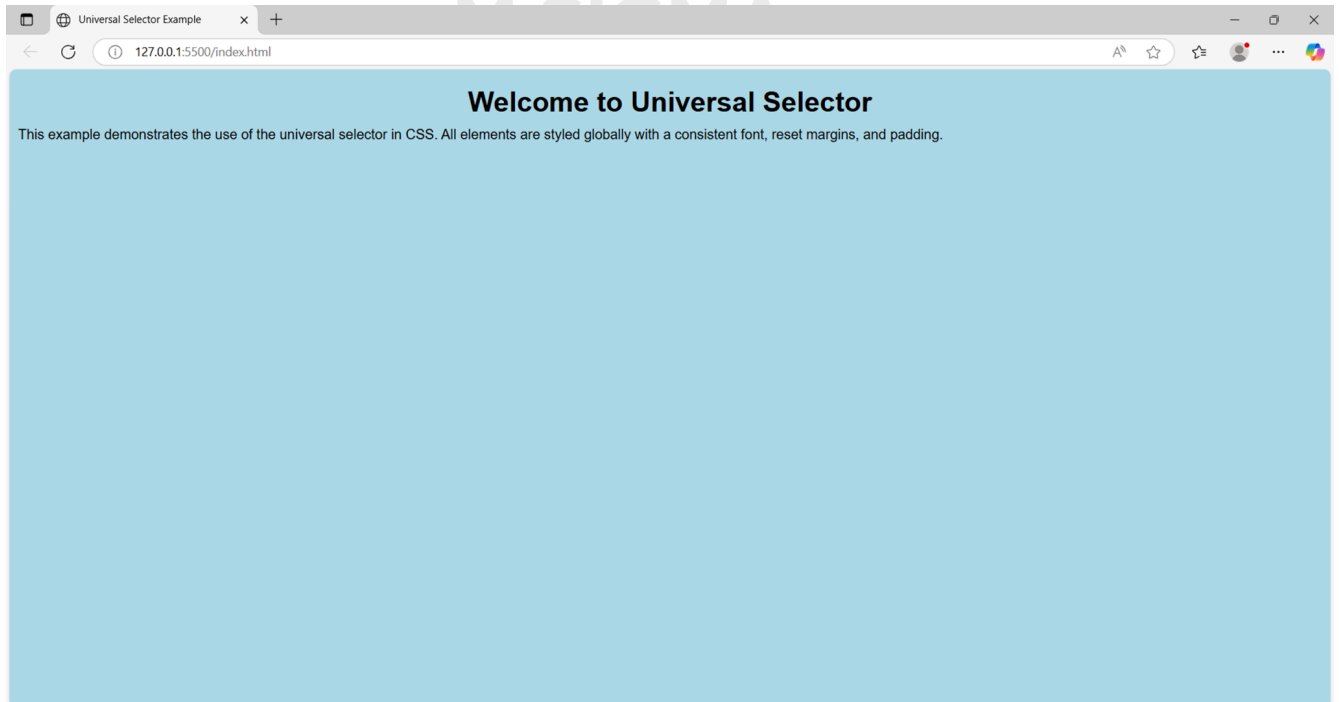 Universal Selector Example
127.0.0.1:5500/index.html
Welcome to Universal Selector
This example demonstrates the use of the universal selector in CSS. All elements are styled globally with a consistent font, reset margins, and padding.